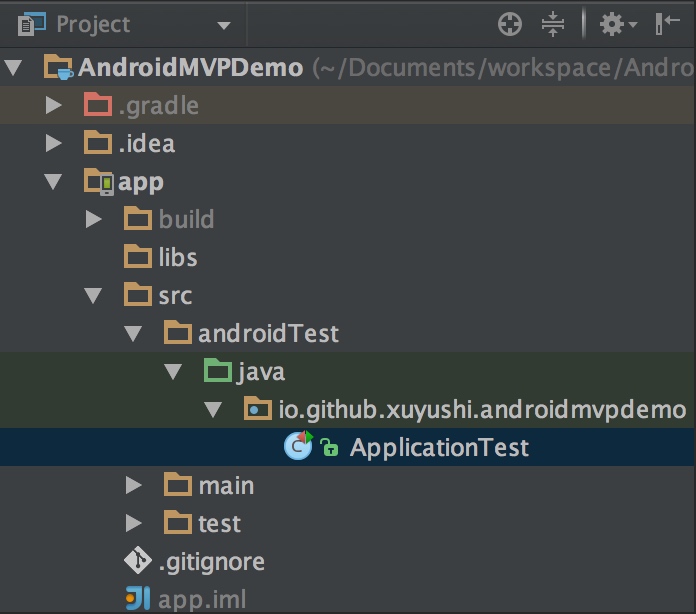 Project
AndroidMVPDemo (~/Documents/workspace/Andro
.gradle
.idea
app
build
libs
src
androidTest
java
io.github.xuyushi.androidmvpdemo
ApplicationTest
main
test
.gitignore
app.iml